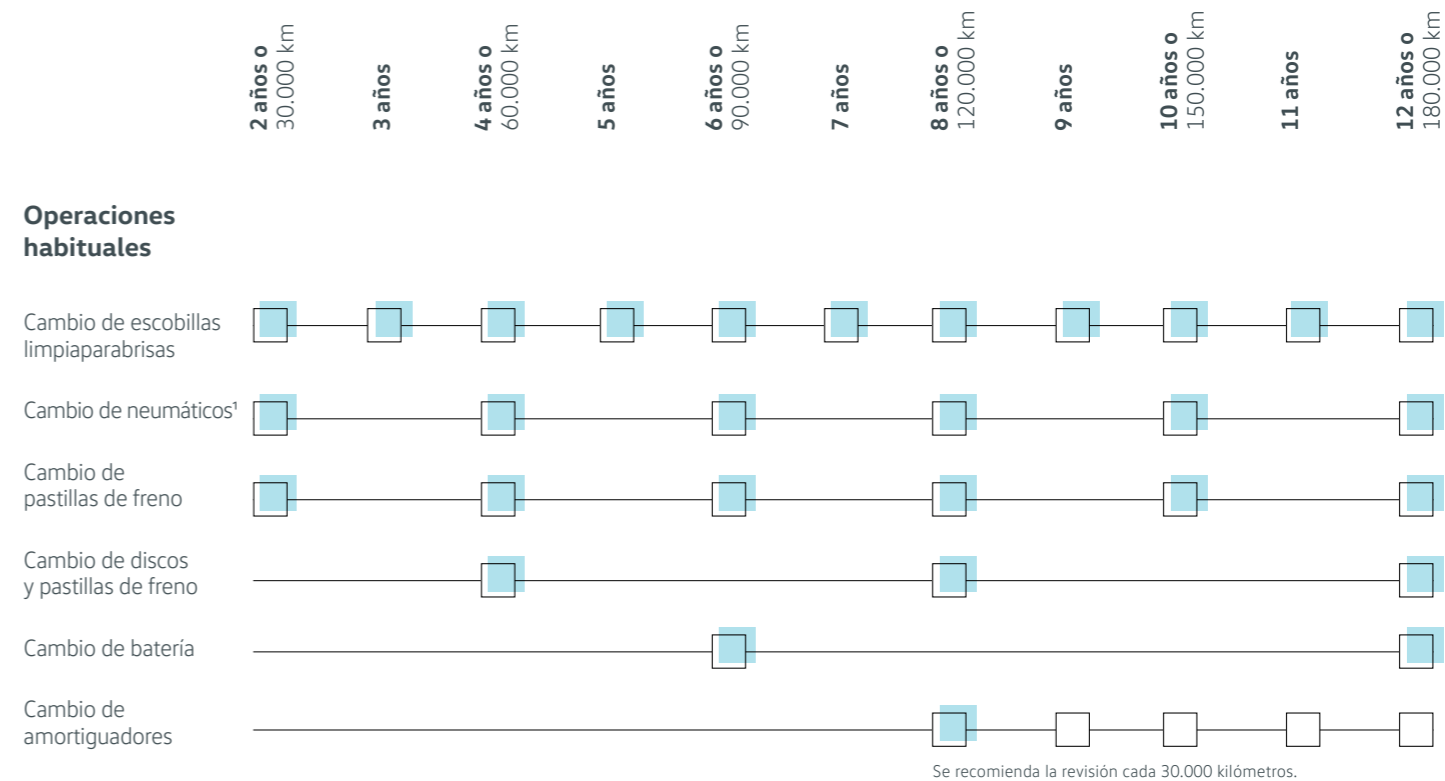 2 años o
30.000 km
3 años
4 años o
60.000 km
5 años
6 años o
90.000 km
7 años
8 años o
120.000 km
9 años
10 años o
150.000 km
11 años
12 años o
180.000 km
Operaciones
habituales
Cambio de escobillas
limpiaparabrisas
Cambio de neumáticos¹
Cambio de
pastillas de freno
Cambio de discos
y pastillas de freno
Cambio de batería
Cambio de
amortiguadores
Se recomienda la revisión cada 30.000 kilómetros.